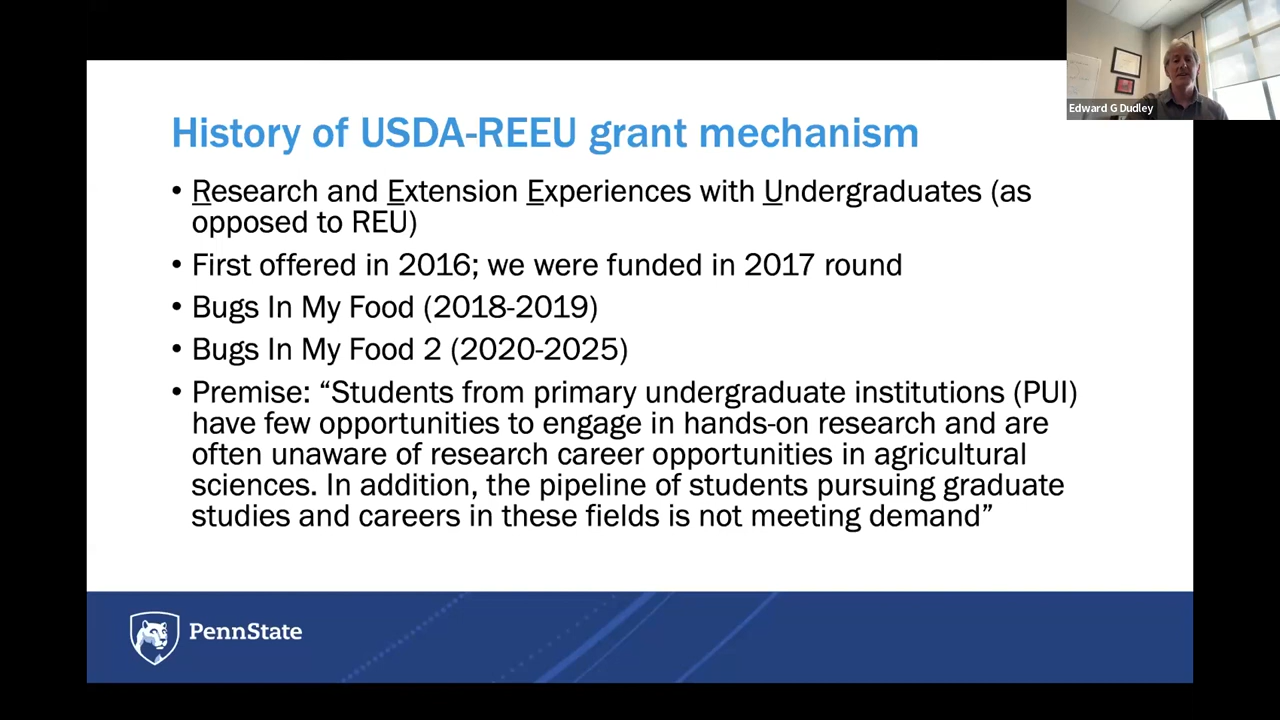 Edward G Dudley
History of USDA-REEU grant mechanism
• Research and Extension Experiences with Undergraduates (as
opposed to REU)
• First offered in 2016; we were funded in 2017 round
• Bugs In My Food (2018-2019)
• Bugs In My Food 2 (2020-2025)
• Premise: “Students from primary undergraduate institutions (PUI)
have few opportunities to engage in hands-on research and are
often unaware of research career opportunities in agricultural
sciences. In addition, the pipeline of students pursuing graduate
studies and careers in these fields is not meeting demand”
PennState